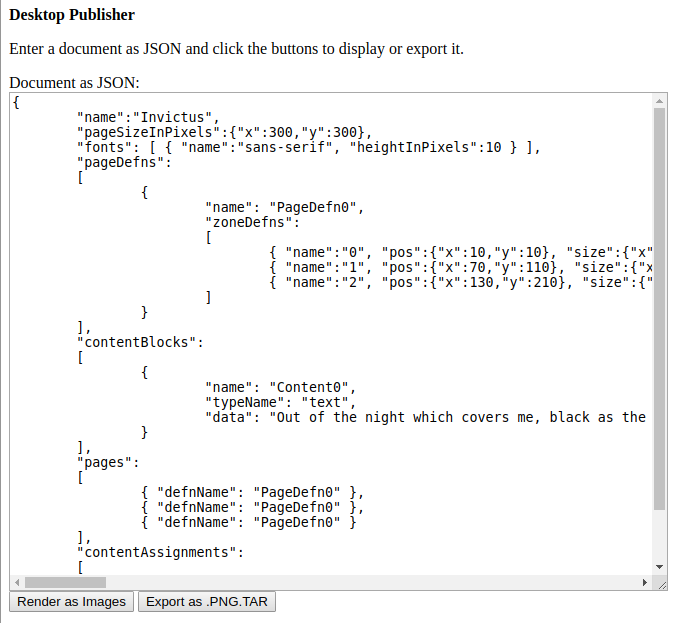 Desktop Publisher
Enter a document as JSON and click the buttons to display or export it.
Document as JSON:
{
	"name":"Invictus",
	"pageSizeInPixels":{"x":300,"y":300},
	"fonts": [ { "name":"sans-serif", "heightInPixels":10 } ],
	"pageDefns":
	[
		{
			"name": "PageDefn0",
			"zoneDefns":
			[
				{ "name":"0", "pos":{"x":10,"y":10}, "size":{"x"
				{ "name":"1", "pos":{"x":70,"y":110}, "size":{"x
				{ "name":"2", "pos":{"x":130,"y":210}, "size":{"
			]
		}
	],
	"contentBlocks":
	[
		{
			"name": "Content0",
			"typeName": "text",
			"data": "Out of the night which covers me, black as the
		}
	],
	"pages":
	[
		{ "defnName": "PageDefn0" },
		{ "defnName": "PageDefn0" },
		{ "defnName": "PageDefn0" }
	],
	"contentAssignments":
	[
Render as Images Export as .PNG.TAR